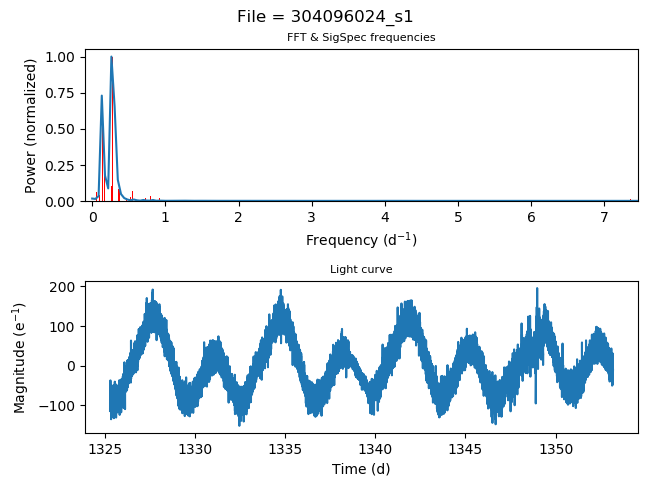 File = 304096024_s1
FFT & SigSpec frequencies
Power (normalized)
1.00
0.75
0.50
0.25
0.00
0 1 2 3 4 5 6 7
Frequency (d⁻¹)
Light curve
Magnitude (e⁻¹)
200
100
0
−100
1325 1330 1335 1340 1345 1350
Time (d)